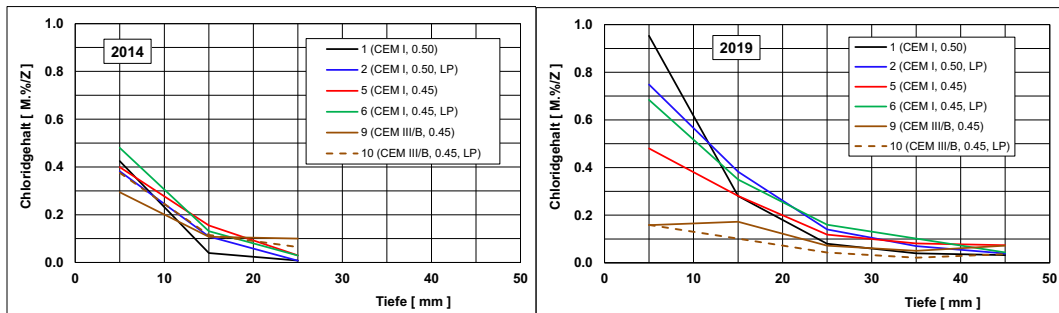 2014
Chloridgehalt [ M.%/Z ]
1.0
0.8
0.6
0.4
0.2
0.0
1 (CEM I, 0.50)
2 (CEM I, 0.50, LP)
5 (CEM I, 0.45)
6 (CEM I, 0.45, LP)
9 (CEM III/B, 0.45)
10 (CEM III/B, 0.45, LP)
0 10 20 30 40 50
Tiefe [ mm ]
2019
Chloridgehalt [ M.%/Z ]
1.0
0.8
0.6
0.4
0.2
0.0
1 (CEM I, 0.50)
2 (CEM I, 0.50, LP)
5 (CEM I, 0.45)
6 (CEM I, 0.45, LP)
9 (CEM III/B, 0.45)
10 (CEM III/B, 0.45, LP)
0 10 20 30 40 50
Tiefe [ mm ]